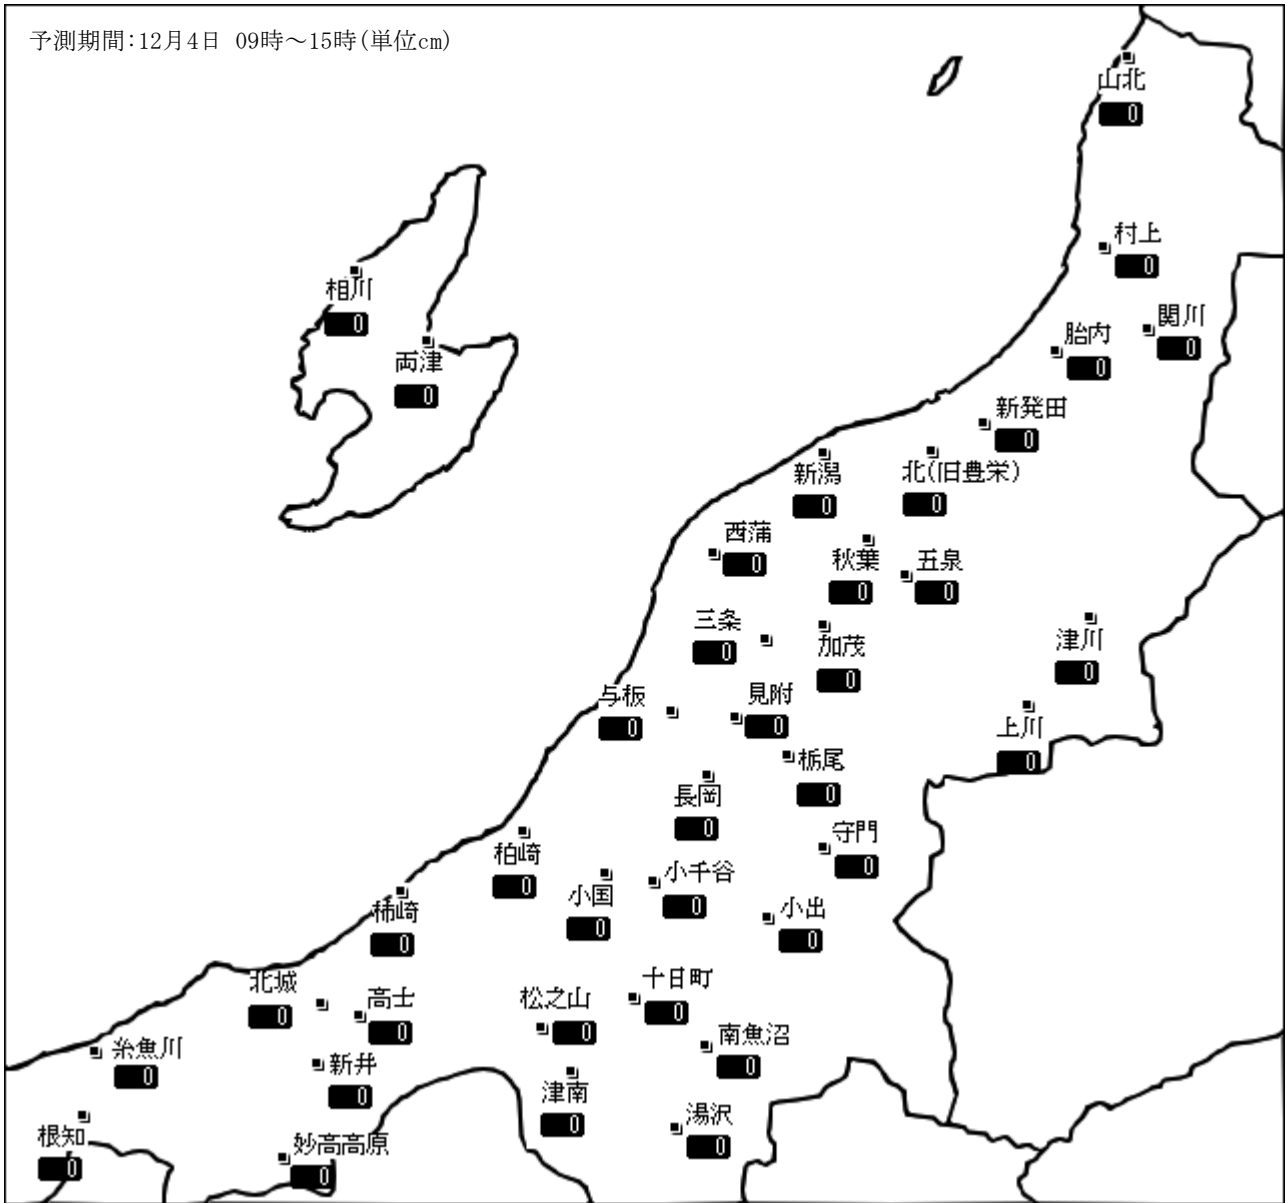 予測期間:12月4日 09時～15時(単位cm)
山北
0
村上
0
相川
0
関川
0
胎内
0
両津
0
新発田
0
新潟
0
北(旧豊栄)
0
西蒲
0
秋葉
0
五泉
0
三条
0
加茂
0
津川
0
与板
0
見附
0
上川
0
栃尾
0
長岡
0
守門
0
柏崎
0
小千谷
0
小国
0
小出
0
柿崎
0
北城
0
高士
0
松之山
0
十日町
0
南魚沼
0
糸魚川
0
新井
0
津南
0
湯沢
0
根知
0
妙高高原
0